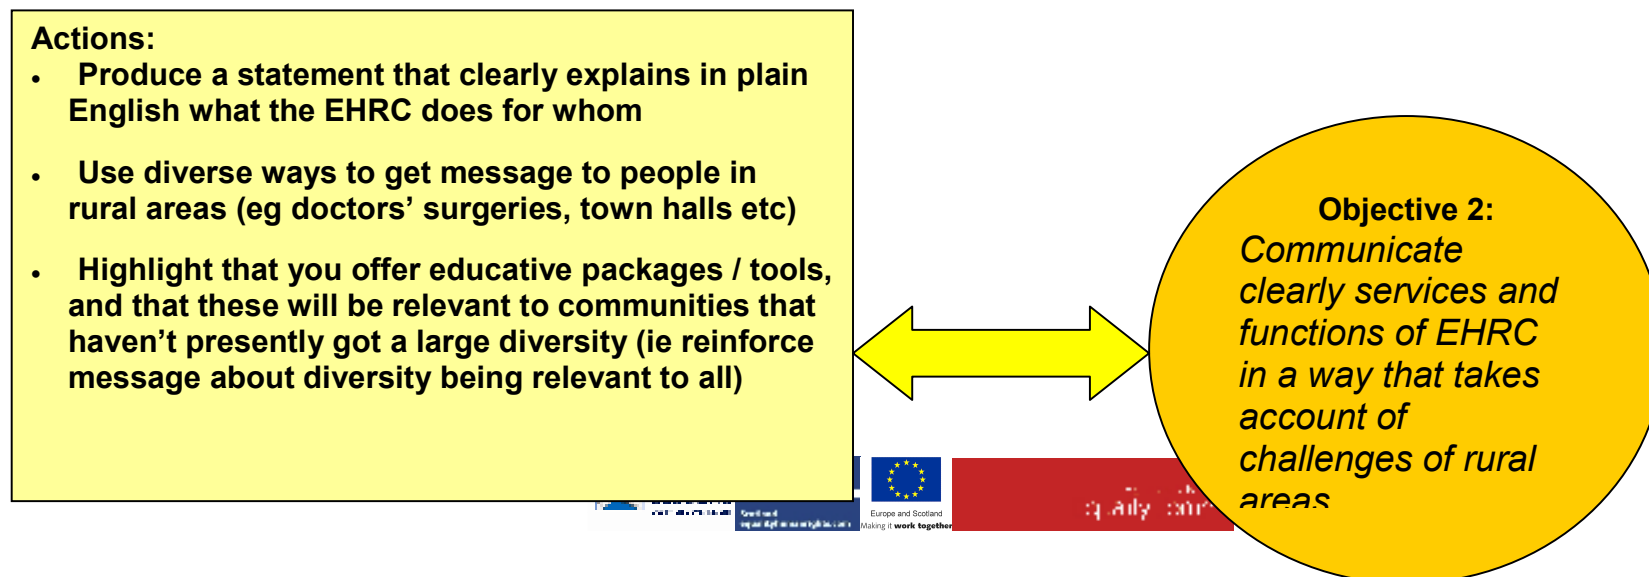 Actions:
• Produce a statement that clearly explains in plain
English what the EHRC does for whom
• Use diverse ways to get message to people in
rural areas (eg doctors’ surgeries, town halls etc)
• Highlight that you offer educative packages / tools,
and that these will be relevant to communities that
haven’t presently got a large diversity (ie reinforce
message about diversity being relevant to all)
Objective 2:
Communicate
clearly services and
functions of EHRC
in a way that takes
account of
challenges of rural
areas
Scotland
equalityhumanrights.com
Europe and Scotland
Making it work together